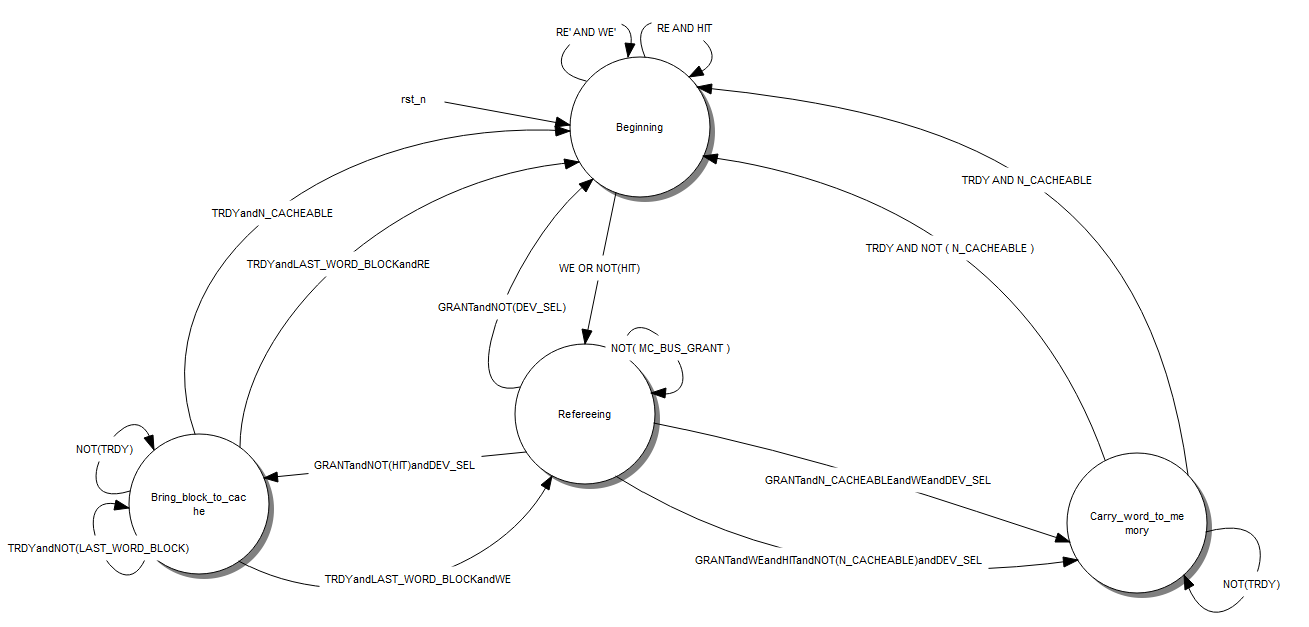 RE' AND WE'
RE AND HIT
rst_n
Beginning
TRDY AND N_CACHEABLE
TRDYandN_CACHEABLE
TRDY AND NOT ( N_CACHEABLE )
TRDYandLAST_WORD_BLOCKandRE
WE OR NOT(HIT)
GRANTandNOT(DEV_SEL)
NOT( MC_BUS_GRANT )
Refereeing
NOT(TRDY)
GRANTandNOT(HIT)andDEV_SEL
GRANTandN_CACHEABLEandWEandDEV_SEL
Bring_block_to_cac
he
Carry_word_to_me
mory
TRDYandNOT(LAST_WORD_BLOCK)
GRANTandWEandHITandNOT(N_CACHEABLE)andDEV_SEL
TRDYandLAST_WORD_BLOCKandWE
NOT(TRDY)